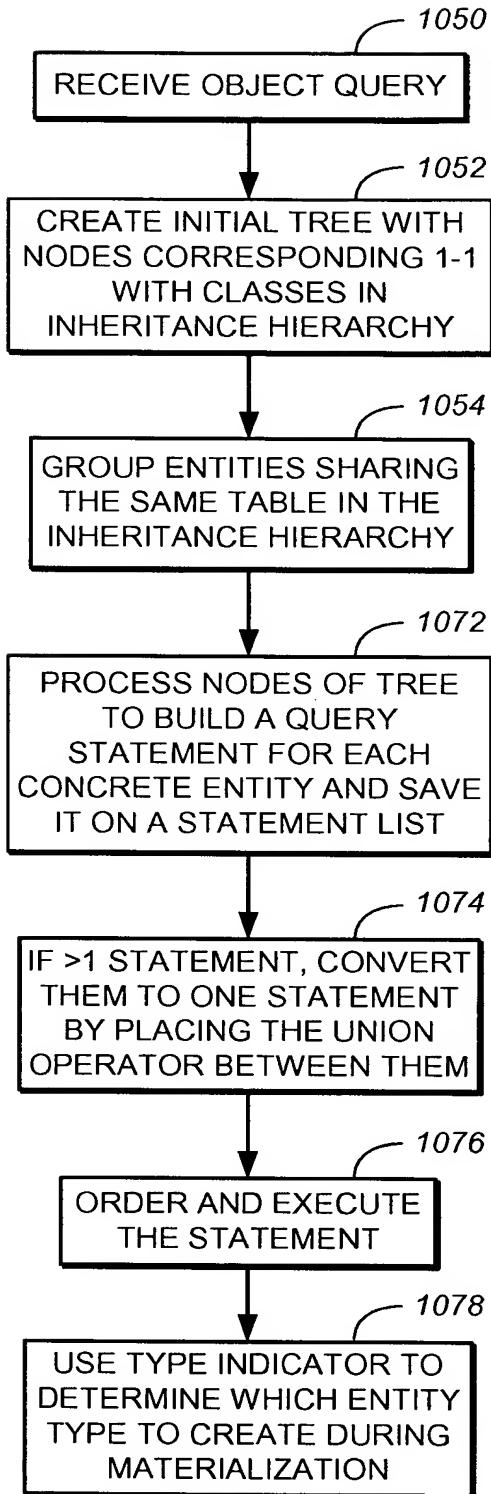 1050
RECEIVE OBJECT QUERY
1052
CREATE INITIAL TREE WITH
NODES CORRESPONDING 1-1
WITH CLASSES IN
INHERITANCE HIERARCHY
1054
GROUP ENTITIES SHARING
THE SAME TABLE IN THE
INHERITANCE HIERARCHY
1072
PROCESS NODES OF TREE
TO BUILD A QUERY
STATEMENT FOR EACH
CONCRETE ENTITY AND SAVE
IT ON A STATEMENT LIST
1074
IF >1 STATEMENT, CONVERT
THEM TO ONE STATEMENT
BY PLACING THE UNION
OPERATOR BETWEEN THEM
1076
ORDER AND EXECUTE
THE STATEMENT
1078
USE TYPE INDICATOR TO
DETERMINE WHICH ENTITY
TYPE TO CREATE DURING
MATERIALIZATION